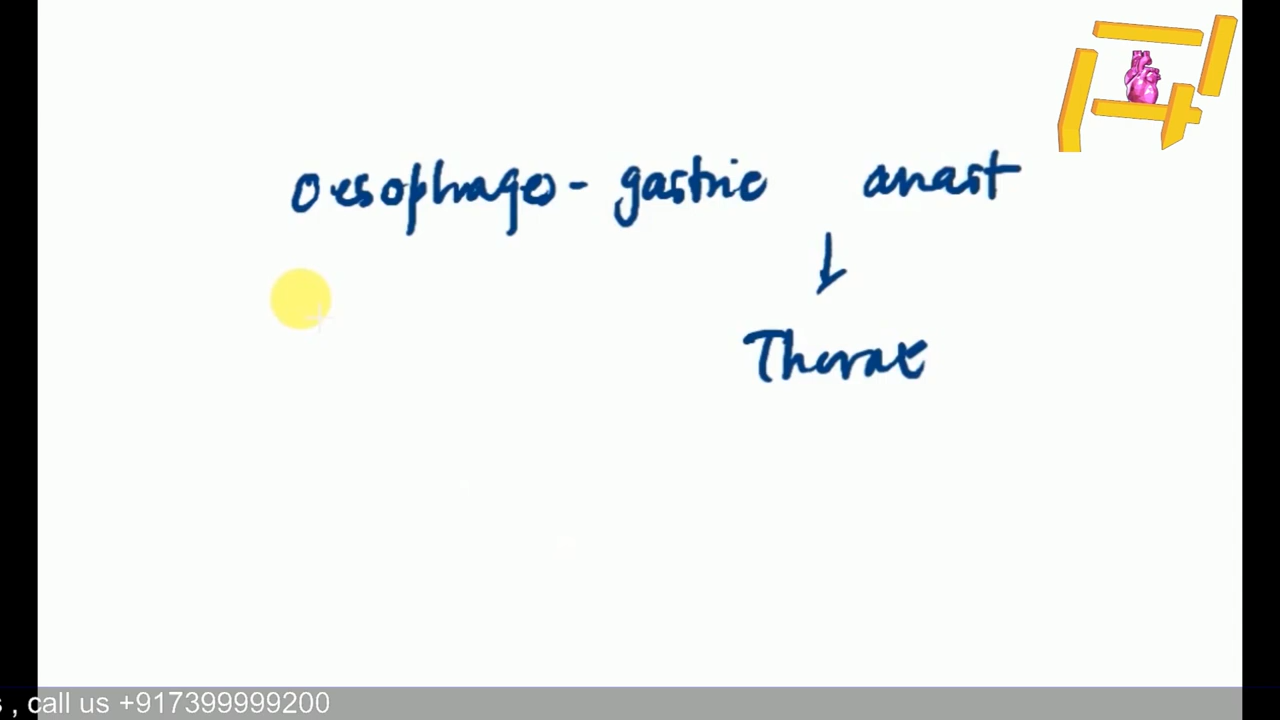 Oesophago - gastric anast
↓
Thorax
, call us +917399999200